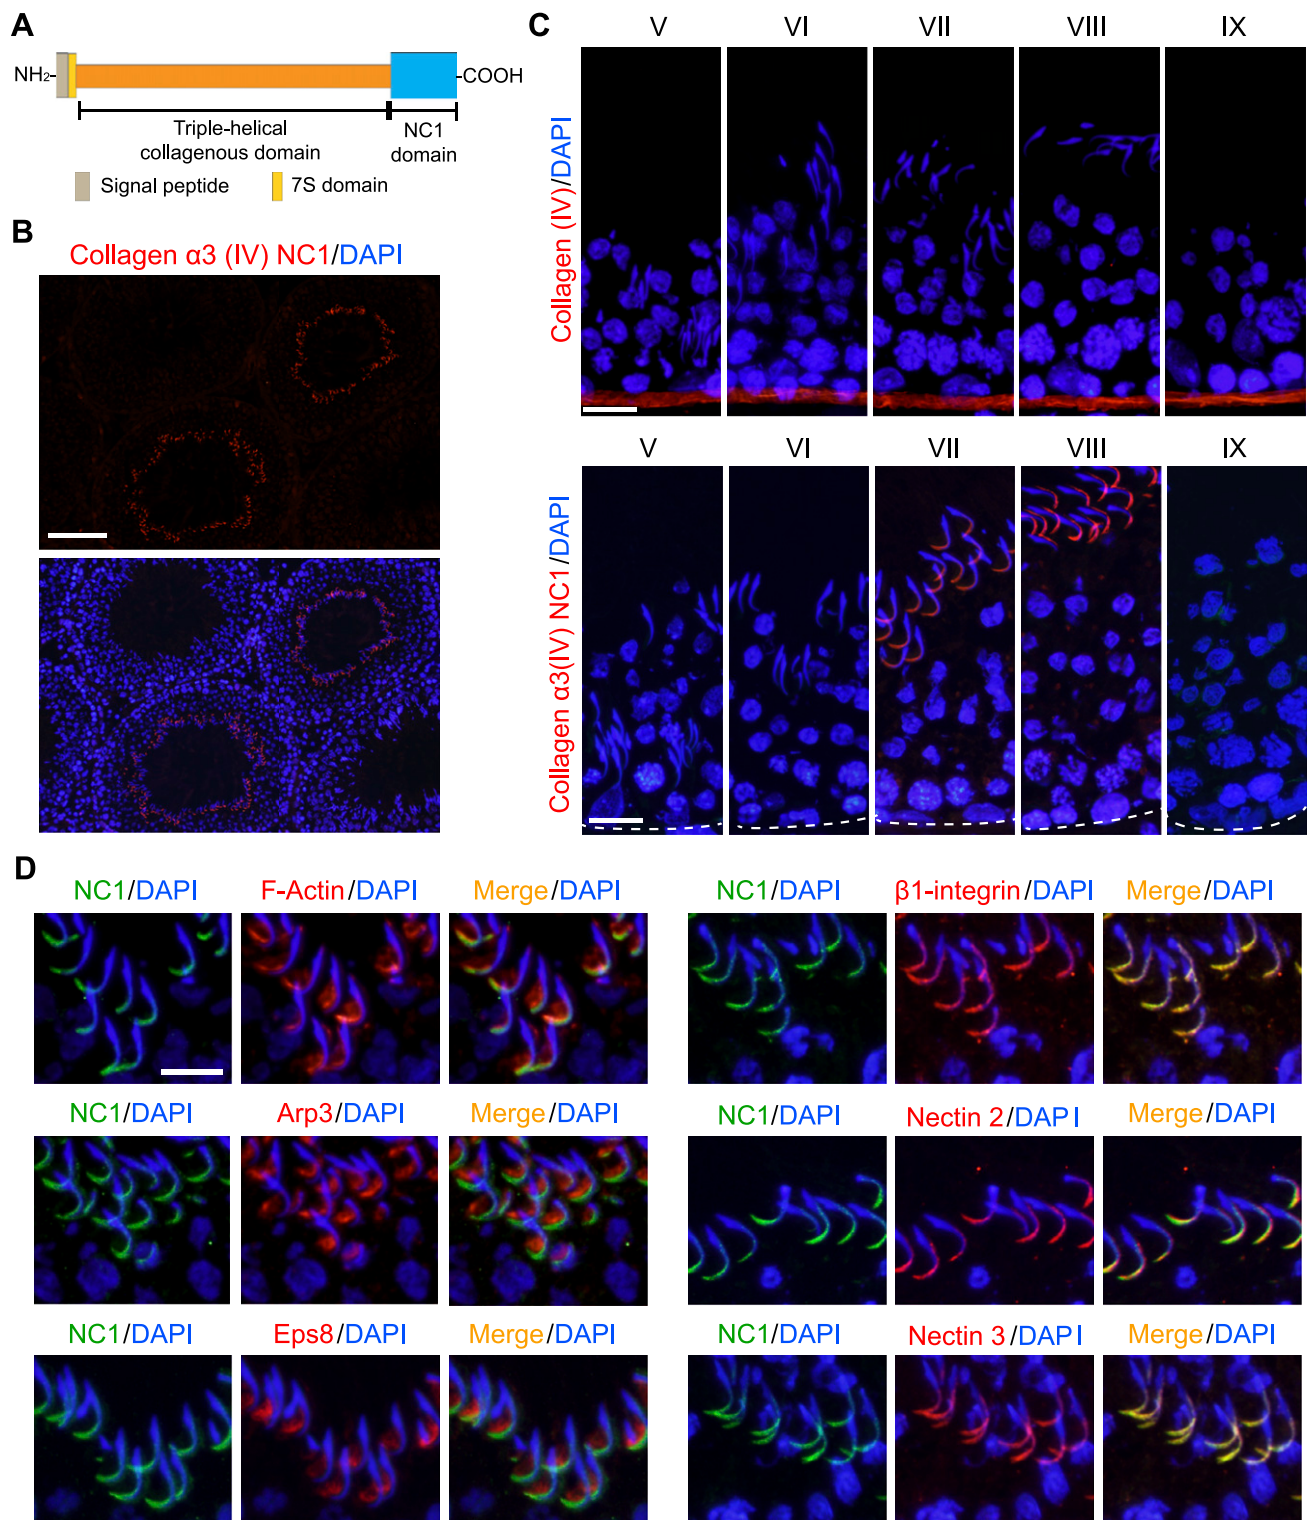 A
NH2
COOH
Triple-helical
collagenous domain
NC1
domain
Signal peptide
7S domain
B
Collagen α3 (IV) NC1/DAPI
C
V VI VII VIII IX
Collagen (IV)/DAPI
V VI VII VIII IX
Collagen α3(IV) NC1/DAPI
D
NC1/DAPI F-Actin/DAPI Merge/DAPI NC1/DAPI β1-integrin/DAPI Merge/DAPI
NC1/DAPI Arp3/DAPI Merge/DAPI NC1/DAPI Nectin 2/DAPI Merge/DAPI
NC1/DAPI Eps8/DAPI Merge/DAPI NC1/DAPI Nectin 3/DAPI Merge/DAPI